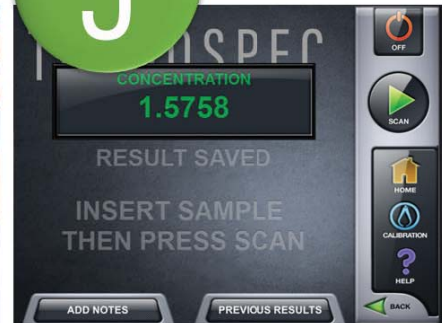 CONCENTRATION
1.5758
RESULT SAVED
INSERT SAMPLE
THEN PRESS SCAN
ADD NOTES
PREVIOUS RESULTS
OFF
SCAN
HOME
CALIBRATION
HELP
BACK